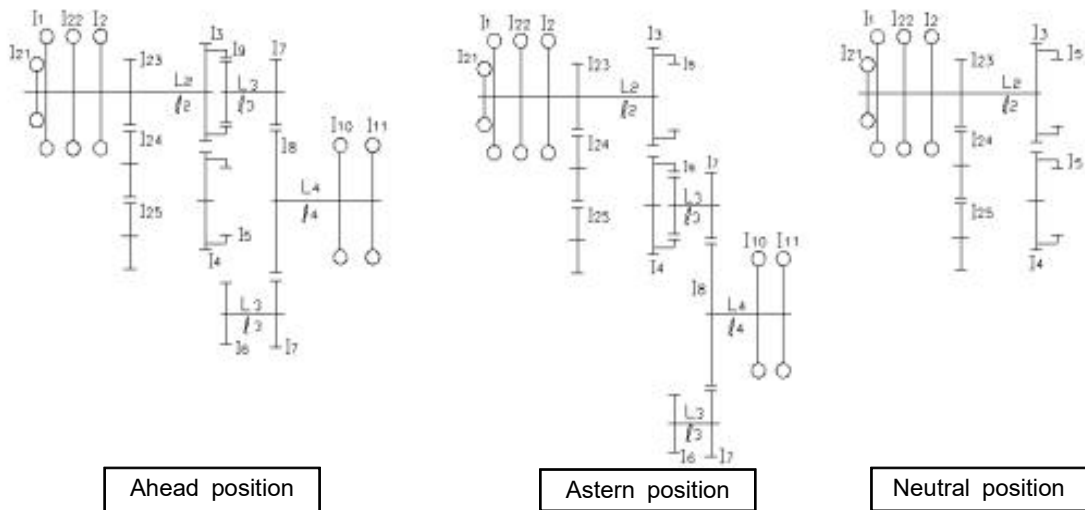 I1 I22 I2 I3 I7
I21 I23
L2 L3
ℓ2 ℓ3
I10 I11
I24 I8
L4
ℓ4
I25
I5
I4
L3
ℓ3
I6 I7
Ahead position
I1 I22 I2 I3
I21 I23
L2
ℓ2
I24
I7
L3
ℓ3
I25
I10 I11
I4
I8
L4
ℓ4
L3
ℓ3
I6 I7
Astern position
I1 I22 I2 I3
I21 I23 I5
L2
ℓ2
I24
I5
I25
I4
Neutral position